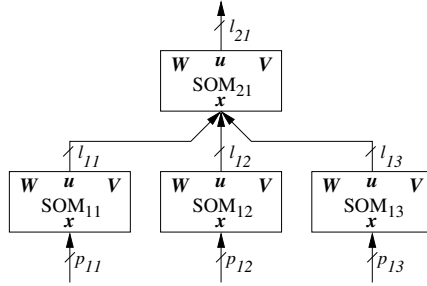 l21
W u V
SOM21
x
l11 l12 l13
W u V W u V W u V
SOM11 SOM12 SOM13
x x x
p11 p12 p13